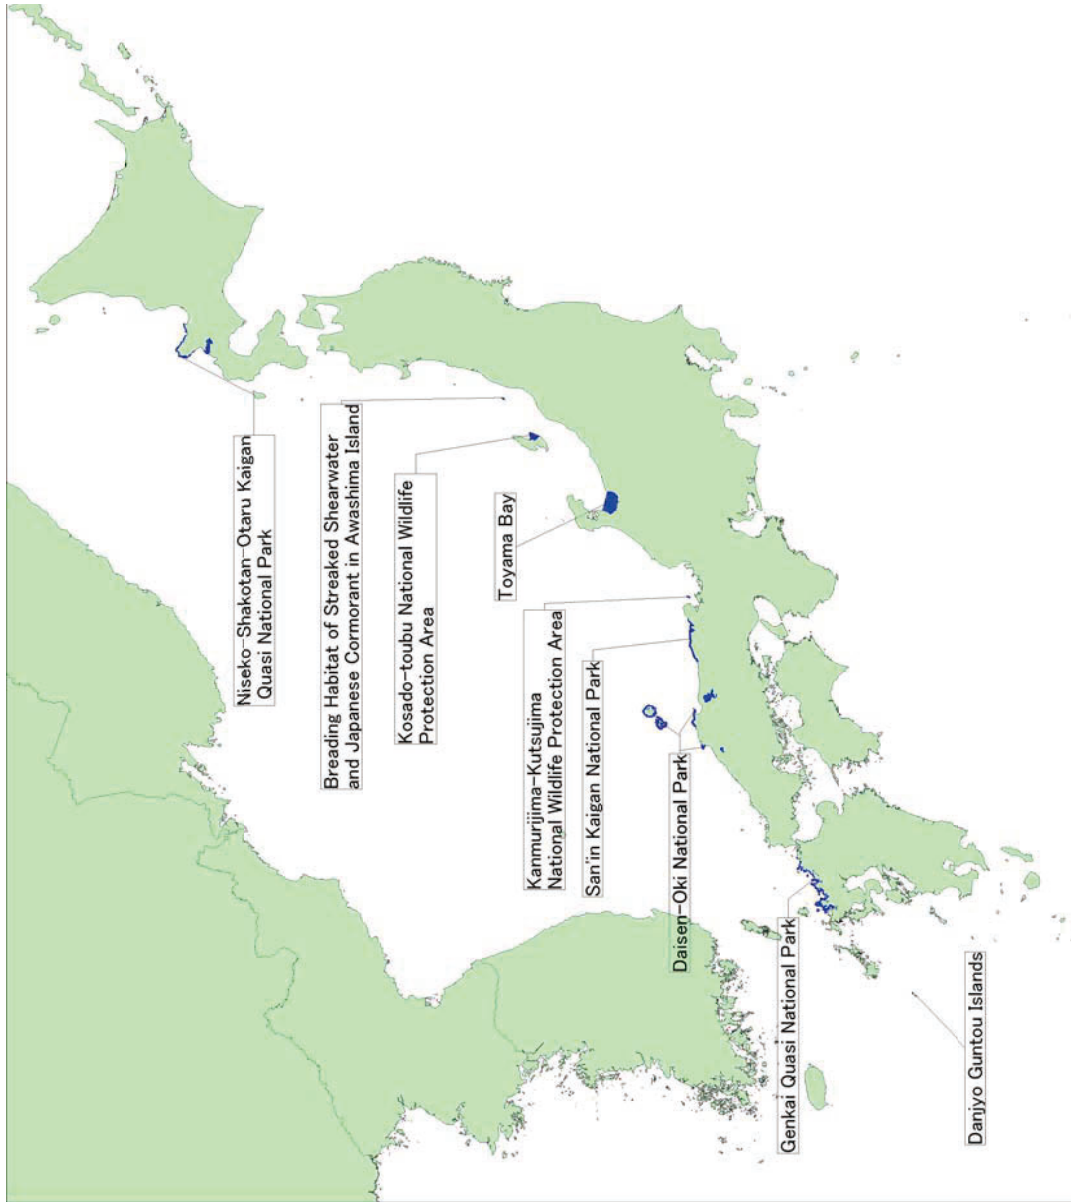 Niseko-Shakotan-Otaru Kaigan
Quasi National Park
Breading Habitat of Streaked Shearwater
and Japanese Cormorant in Awashima Island
Kosado-toubu National Wildlife
Protection Area
Toyama Bay
Kanmurijima-Kutsujima
National Wildlife Protection Area
San'in Kaigan National Park
Daisen-Oki National Park
Genkai Quasi National Park
Danjyo Guntou Islands